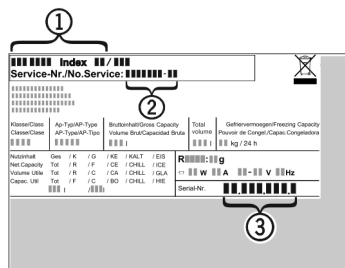 1
Index /
Service-Nr./No.Service: -
2
Klasse/Class Ap-Typ/AP-Type Bruttoinhalt/Gross Capacity Total Gefriervermoegen/Freezing Capacity
Classe/Clase AP-Type/AP-Tipo Volume Brut/Capacidad Bruta volume Pouvoir de Congel./Capac.Congeladora
l l kg / 24 h
Nutzinhalt Ges / K / G / KE / KALT / EIS
Net Capacity Tot / R / F / CE / CHILL / ICE
Volume Utile Tot / R / C / CA / CHILL / GLA
Capac. Util Tot / F / C / BO / CHILL / HIE
l / l
R : g
W A - V Hz
Serial-Nr. . . .
3